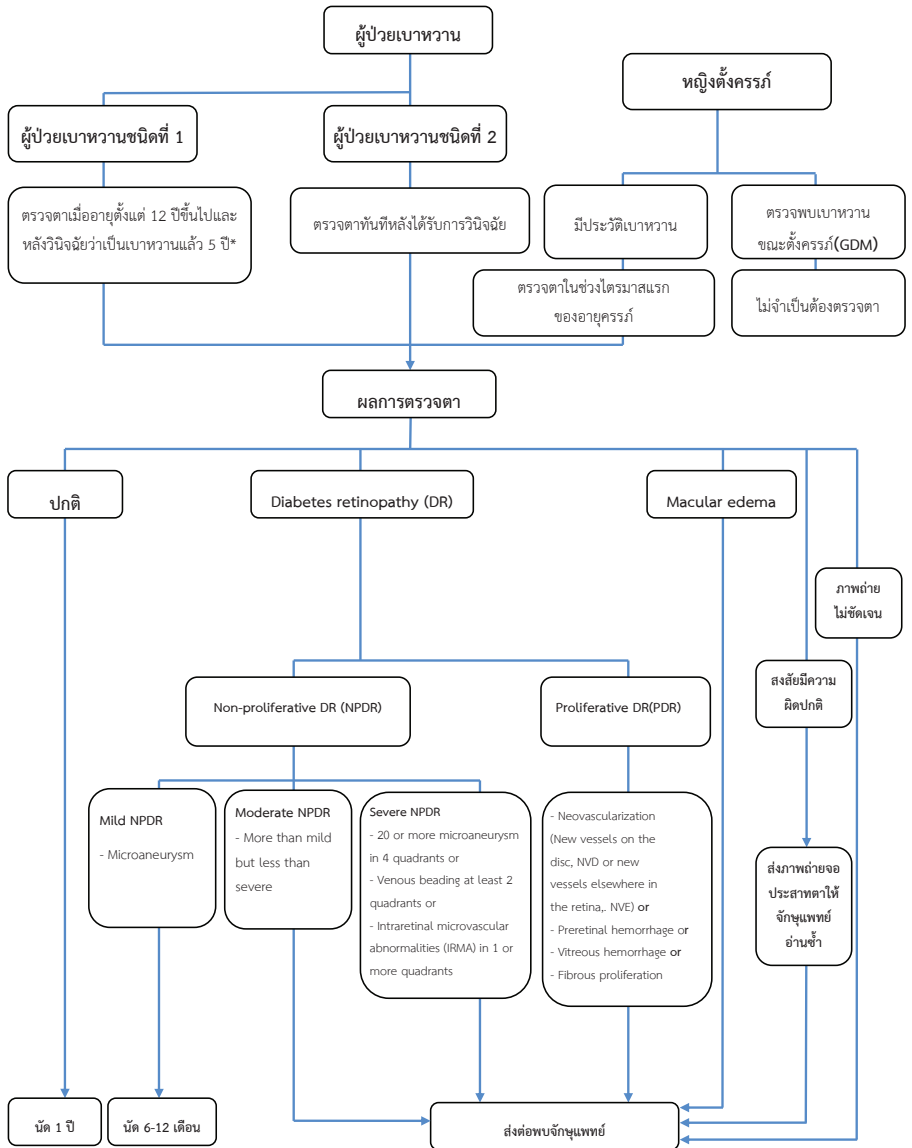 ผู้ป่วยเบาหวาน
หญิงตั้งครรภ์
ผู้ป่วยเบาหวานชนิดที่ 1
ผู้ป่วยเบาหวานชนิดที่ 2
ตรวจตาเมื่ออายุตั้งแต่ 12 ปีขึ้นไปและ
หลังวินิจฉัยว่าเป็นเบาหวานแล้ว 5 ปี*
ตรวจตาทันทีหลังได้รับการวินิจฉัย
มีประวัติเบาหวาน
ตรวจพบเบาหวาน
ขณะตั้งครรภ์(GDM)
ตรวจตาในช่วงไตรมาสแรก
ของอายุครรภ์
ไม่จำเป็นต้องตรวจตา
ผลการตรวจตา
ปกติ
Diabetes retinopathy (DR)
Macular edema
ภาพถ่าย
ไม่ชัดเจน
สงสัยมีความ
ผิดปกติ
Non-proliferative DR (NPDR)
Proliferative DR(PDR)
Mild NPDR
- Microaneurysm
Moderate NPDR
- More than mild
but less than
severe
Severe NPDR
- 20 or more microaneurysm
in 4 quadrants or
- Venous beading at least 2
quadrants or
- Intraretinal microvascular
abnormalities (IRMA) in 1 or
more quadrants
- Neovascularization
(New vessels on the
disc, NVD or new
vessels elsewhere in
the retina,. NVE) or
- Preretinal hemorrhage or
- Vitreous hemorrhage or
- Fibrous proliferation
ส่งภาพถ่ายจอ
ประสาทตาให้
จักษุแพทย์
อ่านซ้ำ
นัด 1 ปี
นัด 6-12 เดือน
ส่งต่อพบจักษุแพทย์